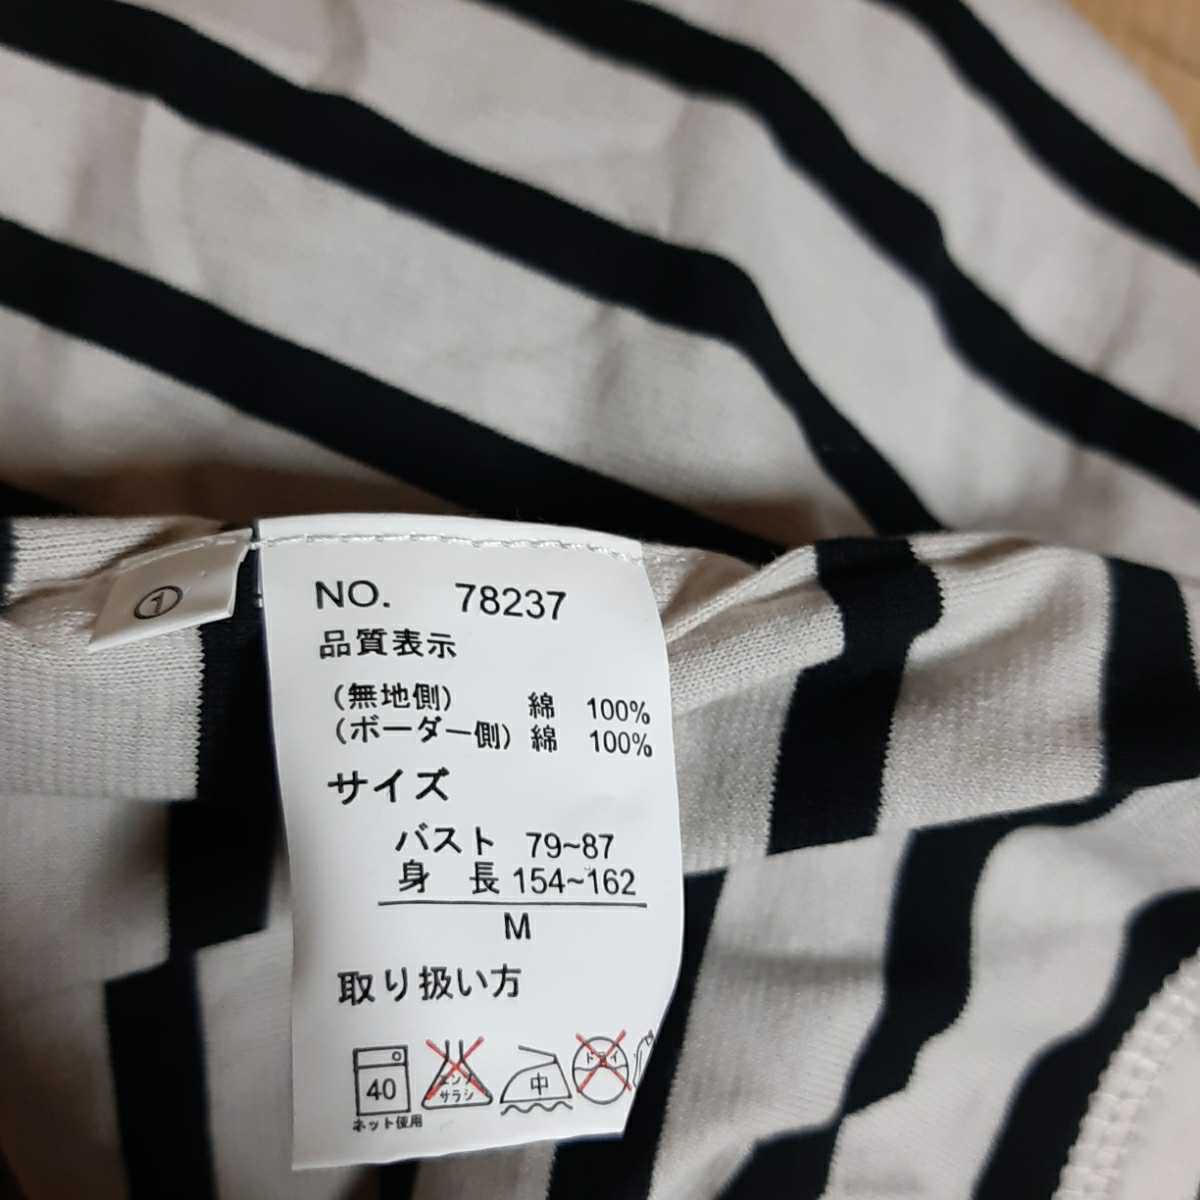 ①
NO. 78237
品質表示
(無地側) 綿 100%
(ボーダー側) 綿 100%
サイズ
バスト 79~87
身 長 154~162
M
取り扱い方
40
ネット使用
エンソ
サラシ
中
ドライ